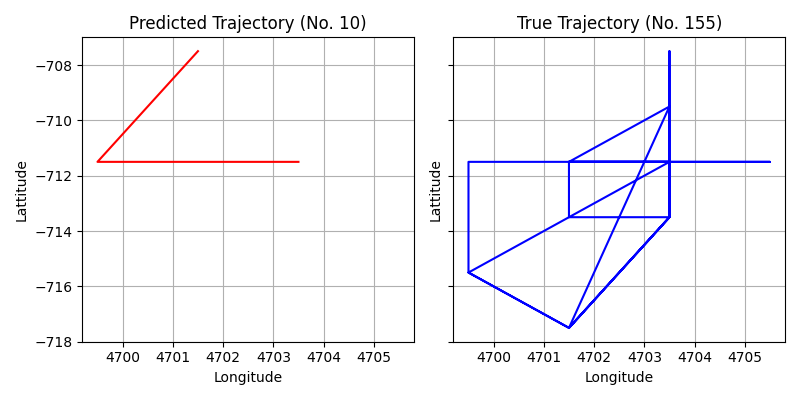 Predicted Trajectory (No. 10)
True Trajectory (No. 155)
−708
−710
−712
−714
−716
−718
Lattitude
Lattitude
4700 4701 4702 4703 4704 4705
4700 4701 4702 4703 4704 4705
Longitude
Longitude